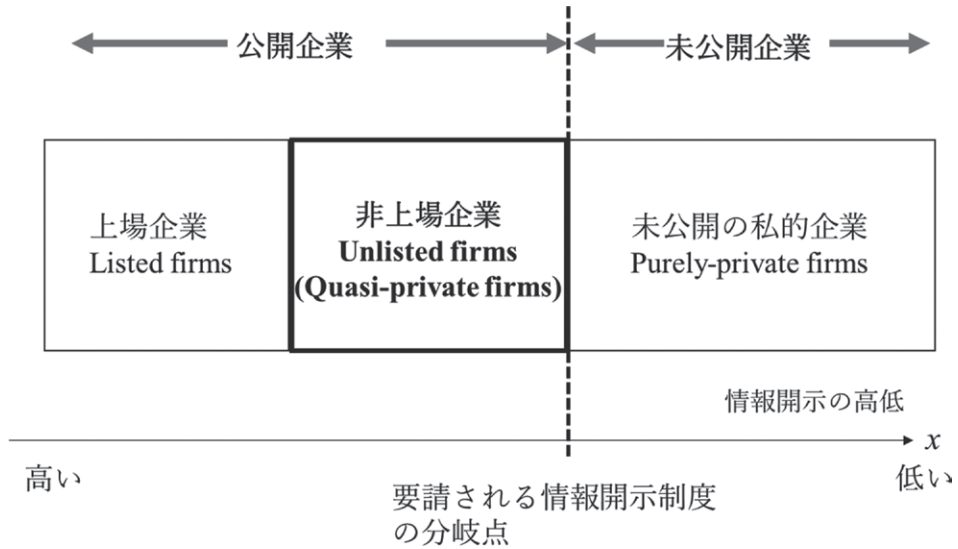 公開企業
未公開企業
上場企業
Listed firms
非上場企業
Unlisted firms
(Quasi-private firms)
未公開の私的企業
Purely-private firms
情報開示の高低
x
高い
低い
要請される情報開示制度
の分岐点